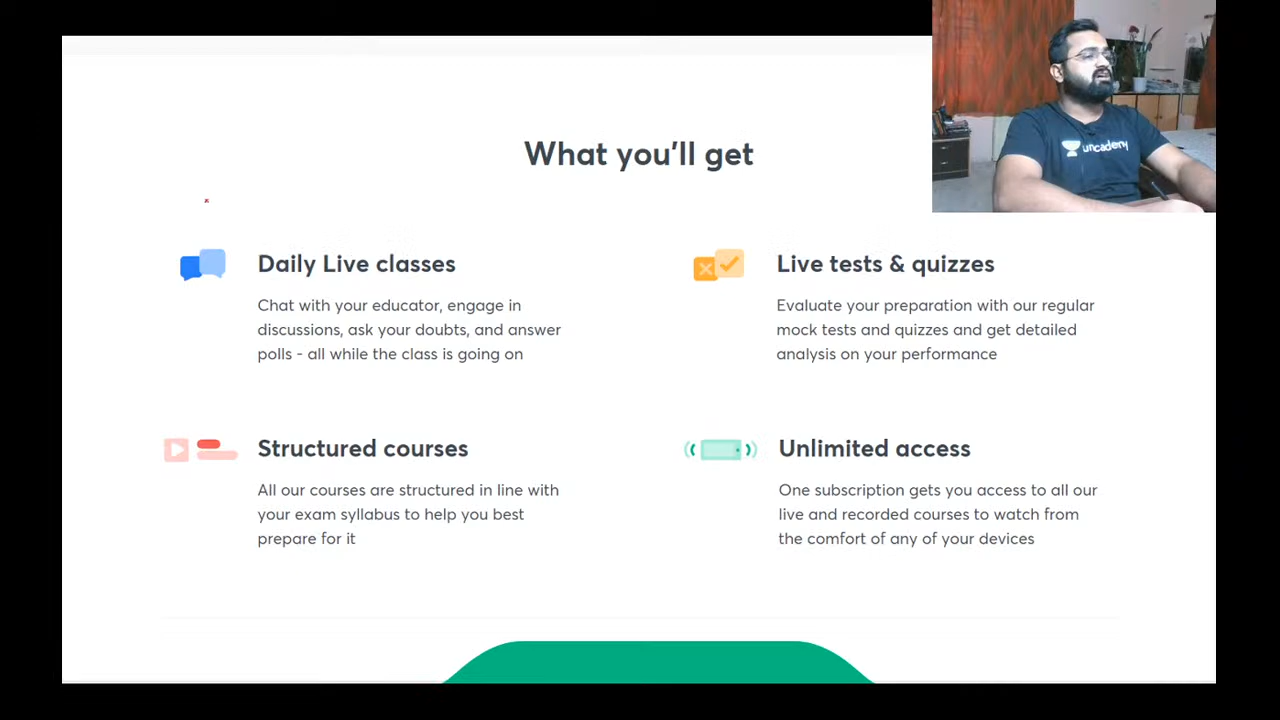 What you'll get
unacademy
Daily Live classes
Chat with your educator, engage in
discussions, ask your doubts, and answer
polls - all while the class is going on
Live tests & quizzes
Evaluate your preparation with our regular
mock tests and quizzes and get detailed
analysis on your performance
Structured courses
All our courses are structured in line with
your exam syllabus to help you best
prepare for it
Unlimited access
One subscription gets you access to all our
live and recorded courses to watch from
the comfort of any of your devices